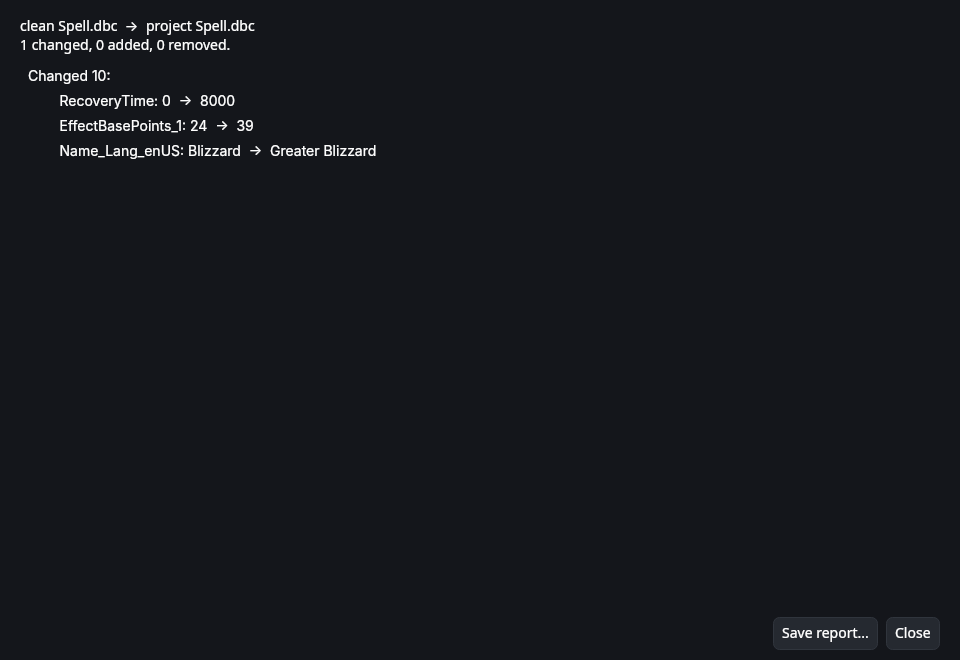 clean Spell.dbc → project Spell.dbc
1 changed, 0 added, 0 removed.
Changed 10:
RecoveryTime: 0 → 8000
EffectBasePoints_1: 24 → 39
Name_Lang_enUS: Blizzard → Greater Blizzard
Save report... Close